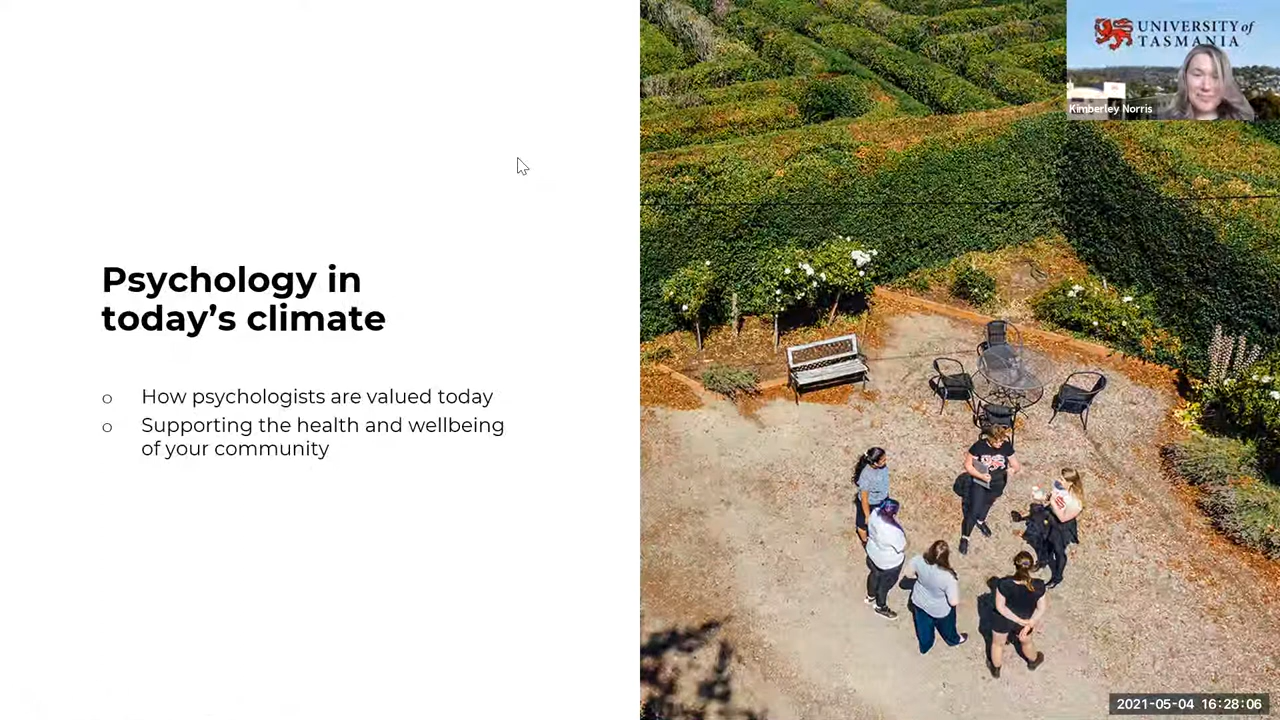 Psychology in
today’s climate
o How psychologists are valued today
o Supporting the health and wellbeing
of your community
UNIVERSITY of
TASMANIA
Kimberley Norris
2021-05-04 16:28:06